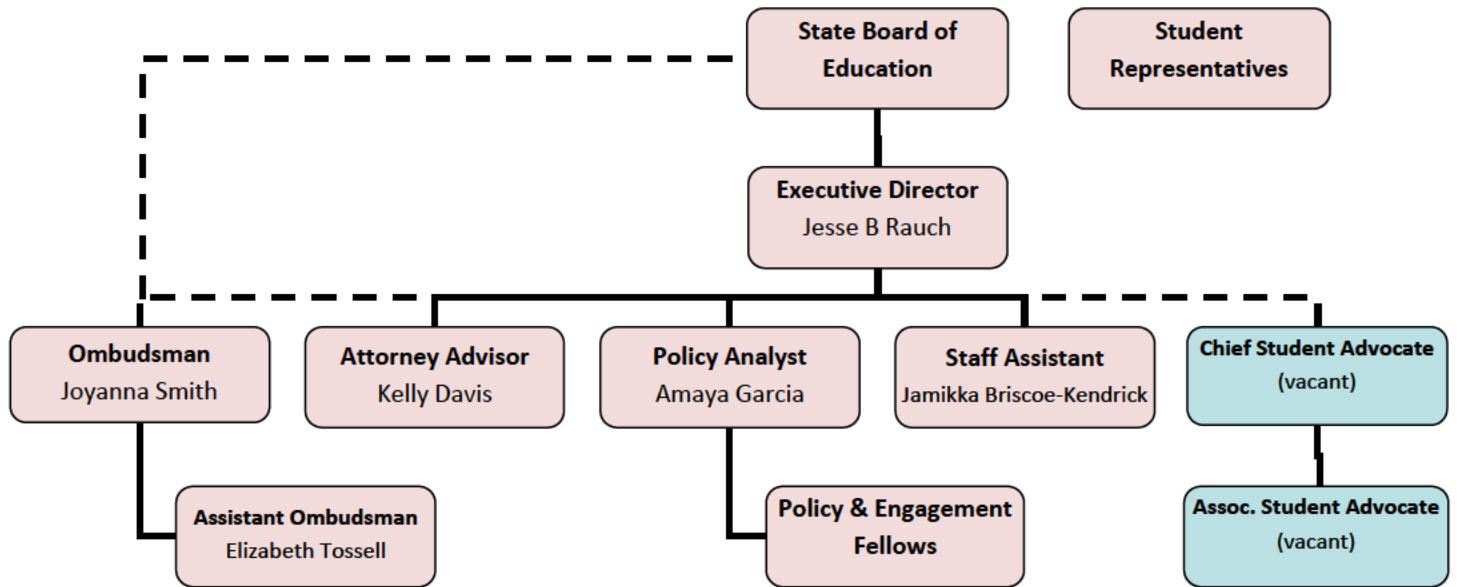 State Board of
Education
Student
Representatives
Executive Director
Jesse B Rauch
Ombudsman
Joyanna Smith
Attorney Advisor
Kelly Davis
Policy Analyst
Amaya Garcia
Staff Assistant
Jamikka Briscoe-Kendrick
Chief Student Advocate
(vacant)
Assistant Ombudsman
Elizabeth Tossell
Policy & Engagement
Fellows
Assoc. Student Advocate
(vacant)